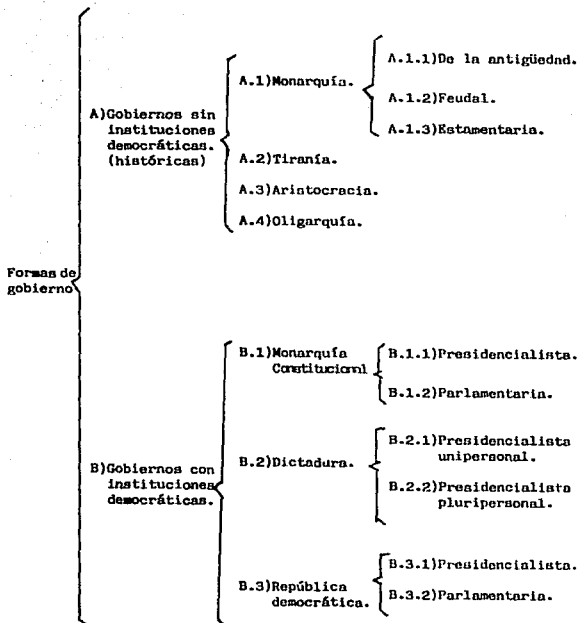 Formas de
gobierno
A)Gobiernos sin
instituciones
democráticas.
(históricas)
A.1)Monarquía.
A.1.1)De la antigüedad.
A.1.2)Feudal.
A.1.3)Estamentaria.
A.2)Tiranía.
A.3)Aristocracia.
A.4)Oligarquía.
B)Gobiernos con
instituciones
democráticas.
B.1)Monarquía
Constitucional
B.1.1)Presidencialista.
B.1.2)Parlamentaria.
B.2)Dictadura.
B.2.1)Presidencialista
unipersonal.
B.2.2)Presidencialista
pluripersonal.
B.3)República
democrática.
B.3.1)Presidencialista.
B.3.2)Parlamentaria.